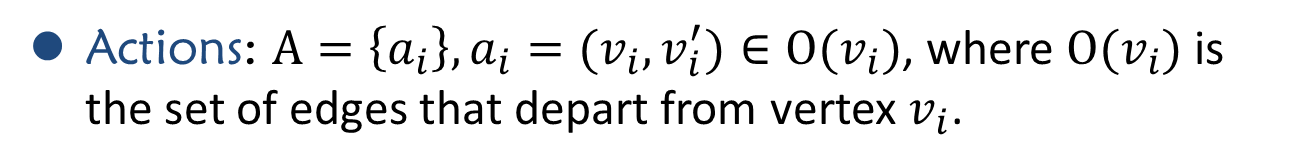 ● Actions: A = {aᵢ}, aᵢ = (vᵢ, vᵢ′) ∈ O(vᵢ), where O(vᵢ) is
the set of edges that depart from vertex vᵢ.